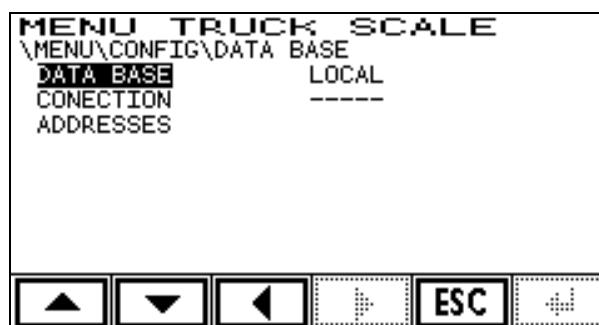 MENU TRUCK SCALE
\MENU\CONFIG\DATA BASE
DATA BASE LOCAL
CONECTION -----
ADDRESSES
ESC